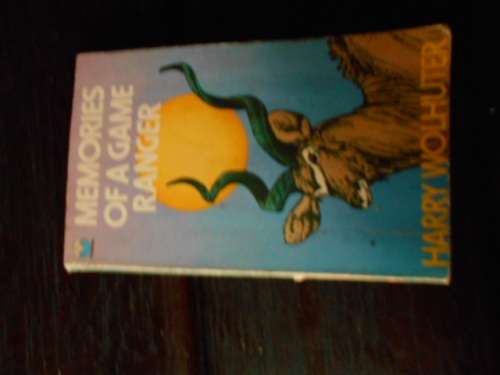 MEMORIES
OF A GAME
RANGER
HARRY WOLHUTER